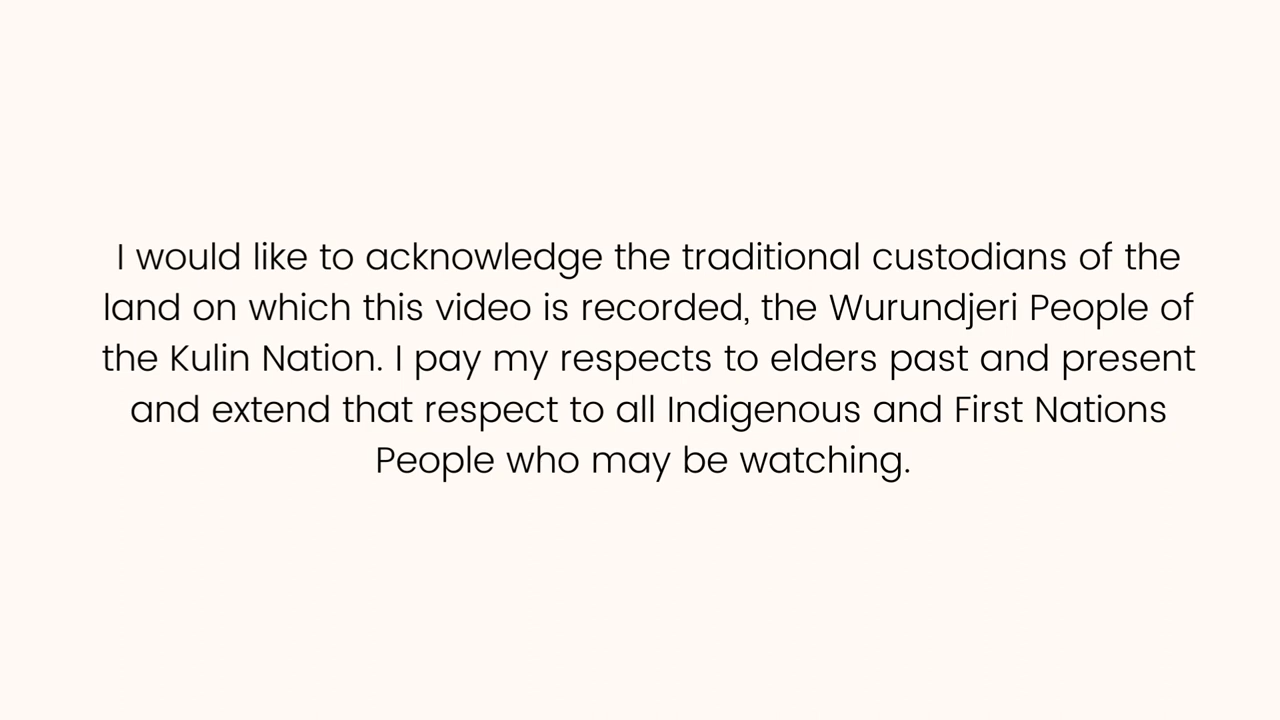 I would like to acknowledge the traditional custodians of the
land on which this video is recorded, the Wurundjeri People of
the Kulin Nation. I pay my respects to elders past and present
and extend that respect to all Indigenous and First Nations
People who may be watching.